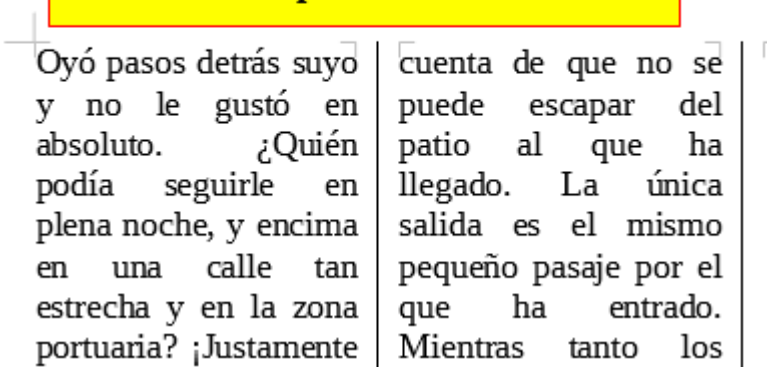 Oyó pasos detrás suyo
y no le gustó en
absoluto. ¿Quién
podía seguirle en
plena noche, y encima
en una calle tan
estrecha y en la zona
portuaria? ¡Justamente
cuenta de que no se
puede escapar del
patio al que ha
llegado. La única
salida es el mismo
pequeño pasaje por el
que ha entrado.
Mientras tanto los